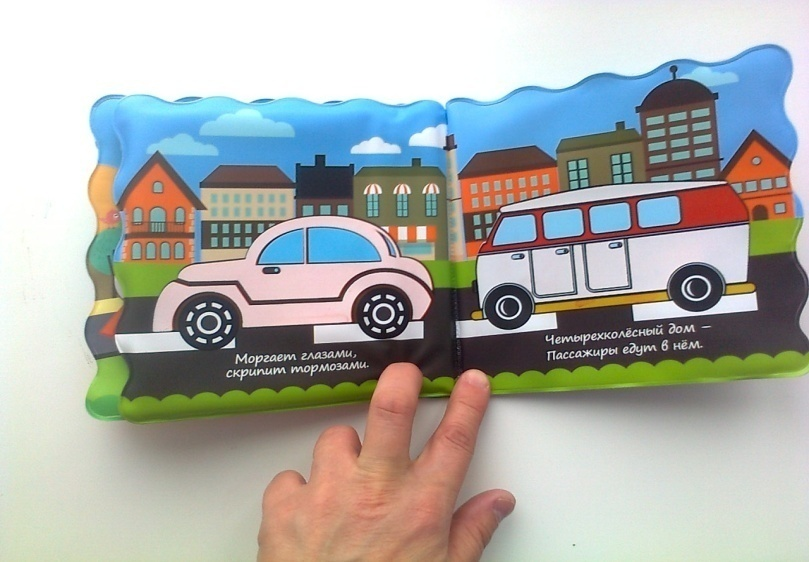 Моргает глазами,
скрипит тормозами.
Четырехколёсный дом –
Пассажиры едут в нём.